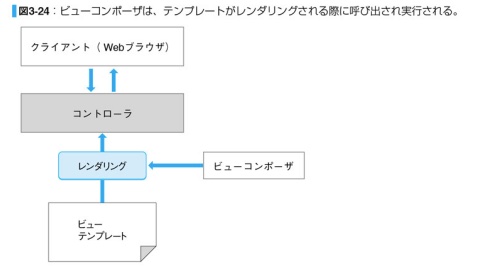 図3-24：ビューコンポーザは、テンプレートがレンダリングされる際に呼び出され実行される。
クライアント（Webブラウザ）
コントローラ
レンダリング
ビューコンポーザ
ビュー
テンプレート